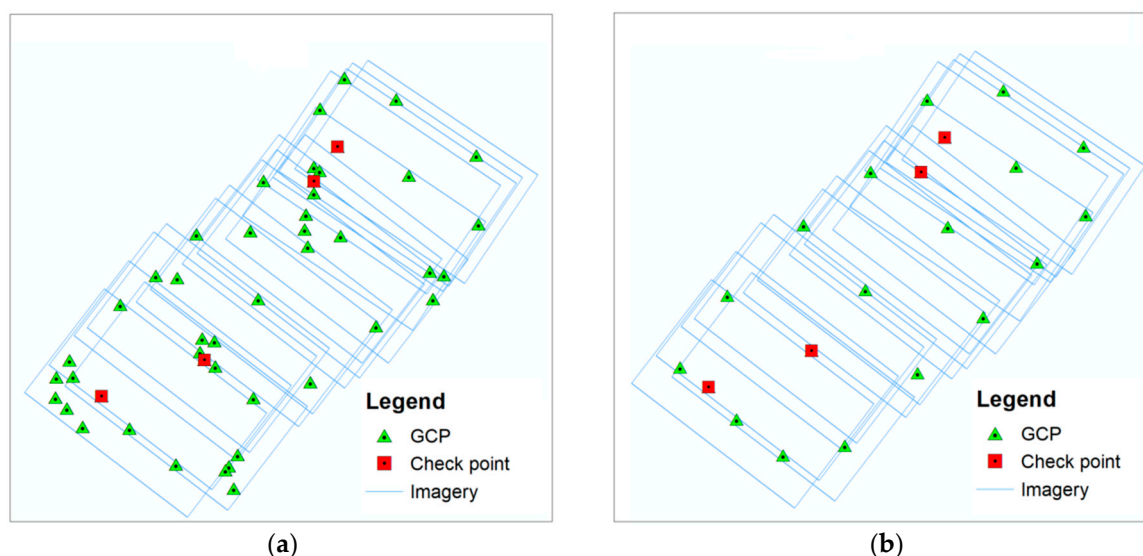 Legend
GCP
Check point
Imagery
(a)
Legend
GCP
Check point
Imagery
(b)